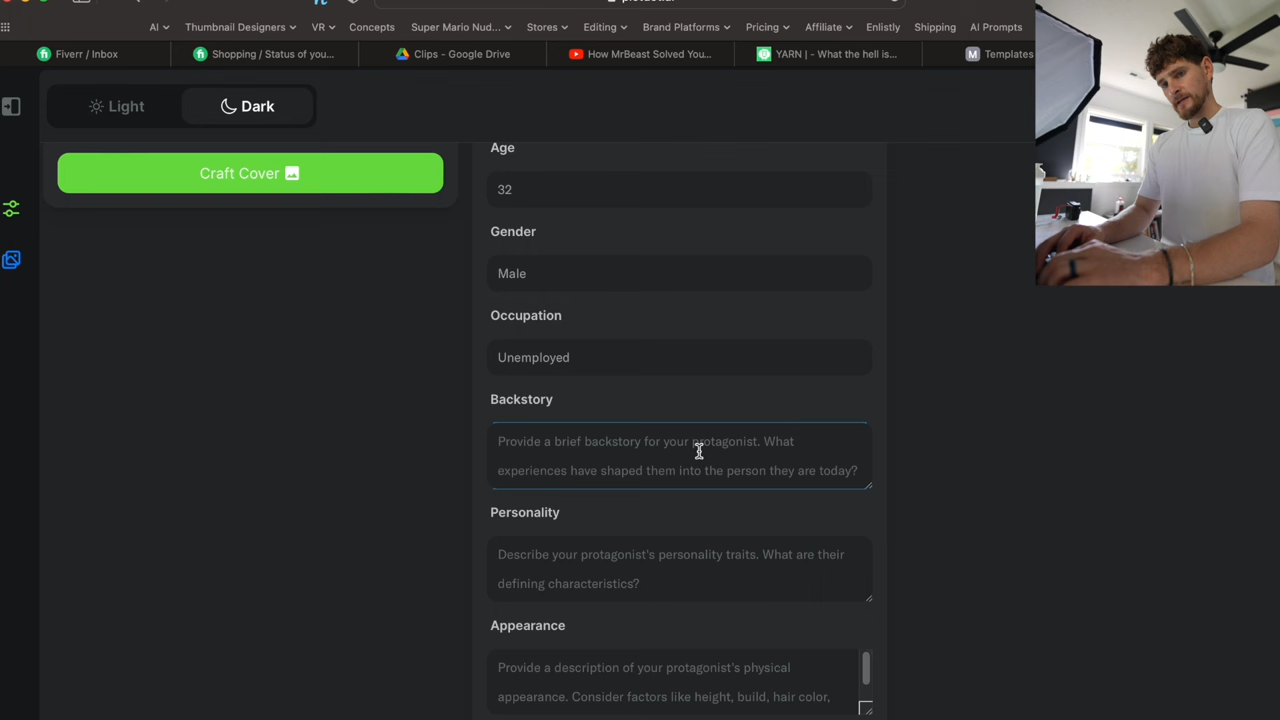 AI
Thumbnail Designers
VR
Concepts
Super Mario Nud...
Stores
Editing
Brand Platforms
Pricing
Affiliate
Enlistly
Shipping
AI Prompts
Fiverr / Inbox
Shopping / Status of you...
Clips - Google Drive
How MrBeast Solved You...
YARN | - What the hell is...
M Templates
Light
Dark
Craft Cover
Age
32
Gender
Male
Occupation
Unemployed
Backstory
Provide a brief backstory for your protagonist. What
experiences have shaped them into the person they are today?
Personality
Describe your protagonist's personality traits. What are their
defining characteristics?
Appearance
Provide a description of your protagonist's physical
appearance. Consider factors like height, build, hair color,